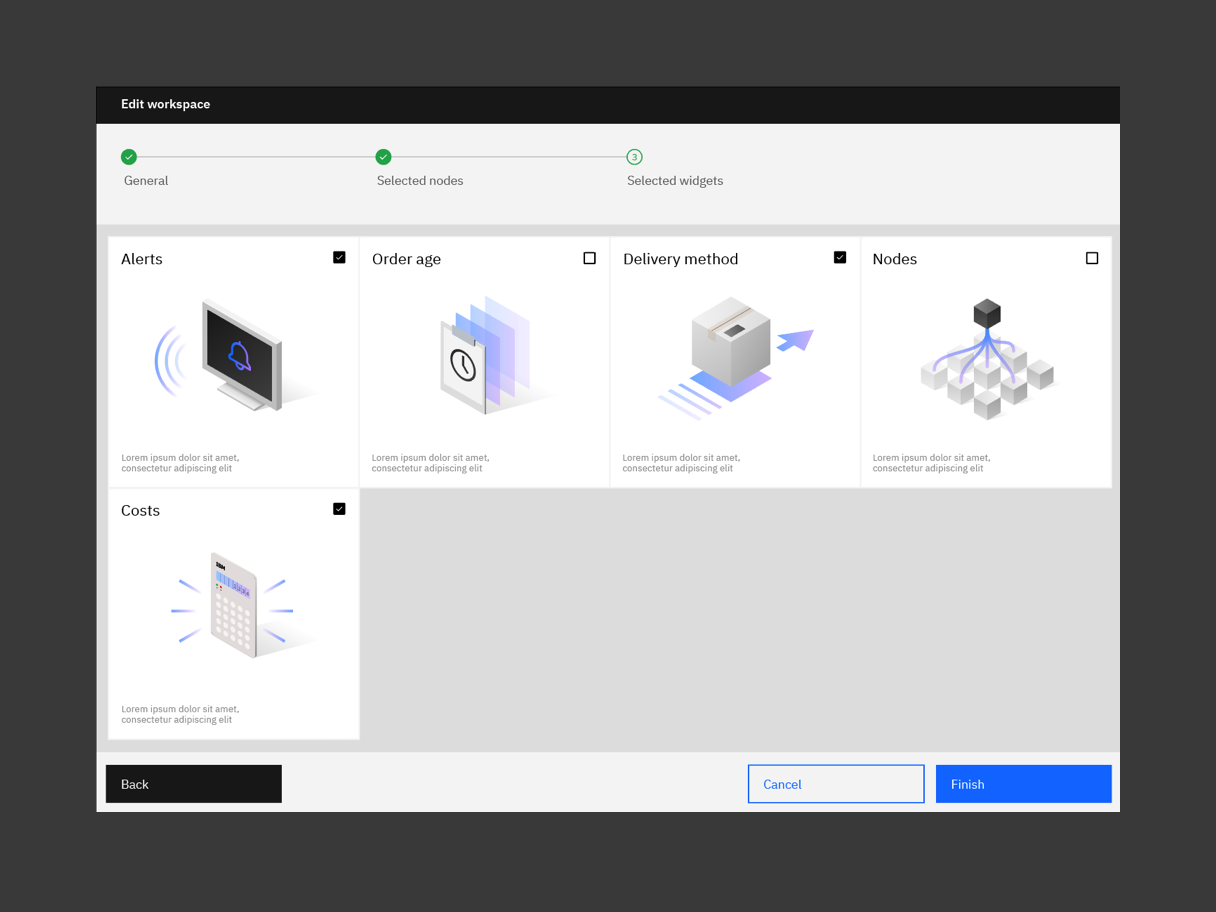 Edit workspace
3
General
Selected nodes
Selected widgets
Alerts
Order age
Delivery method
Nodes
Lorem ipsum dolor sit amet,
consectetur adipiscing elit
Lorem ipsum dolor sit amet,
consectetur adipiscing elit
Lorem ipsum dolor sit amet,
consectetur adipiscing elit
Lorem ipsum dolor sit amet,
consectetur adipiscing elit
Costs
IBM
Lorem ipsum dolor sit amet,
consectetur adipiscing elit
Back
Cancel
Finish